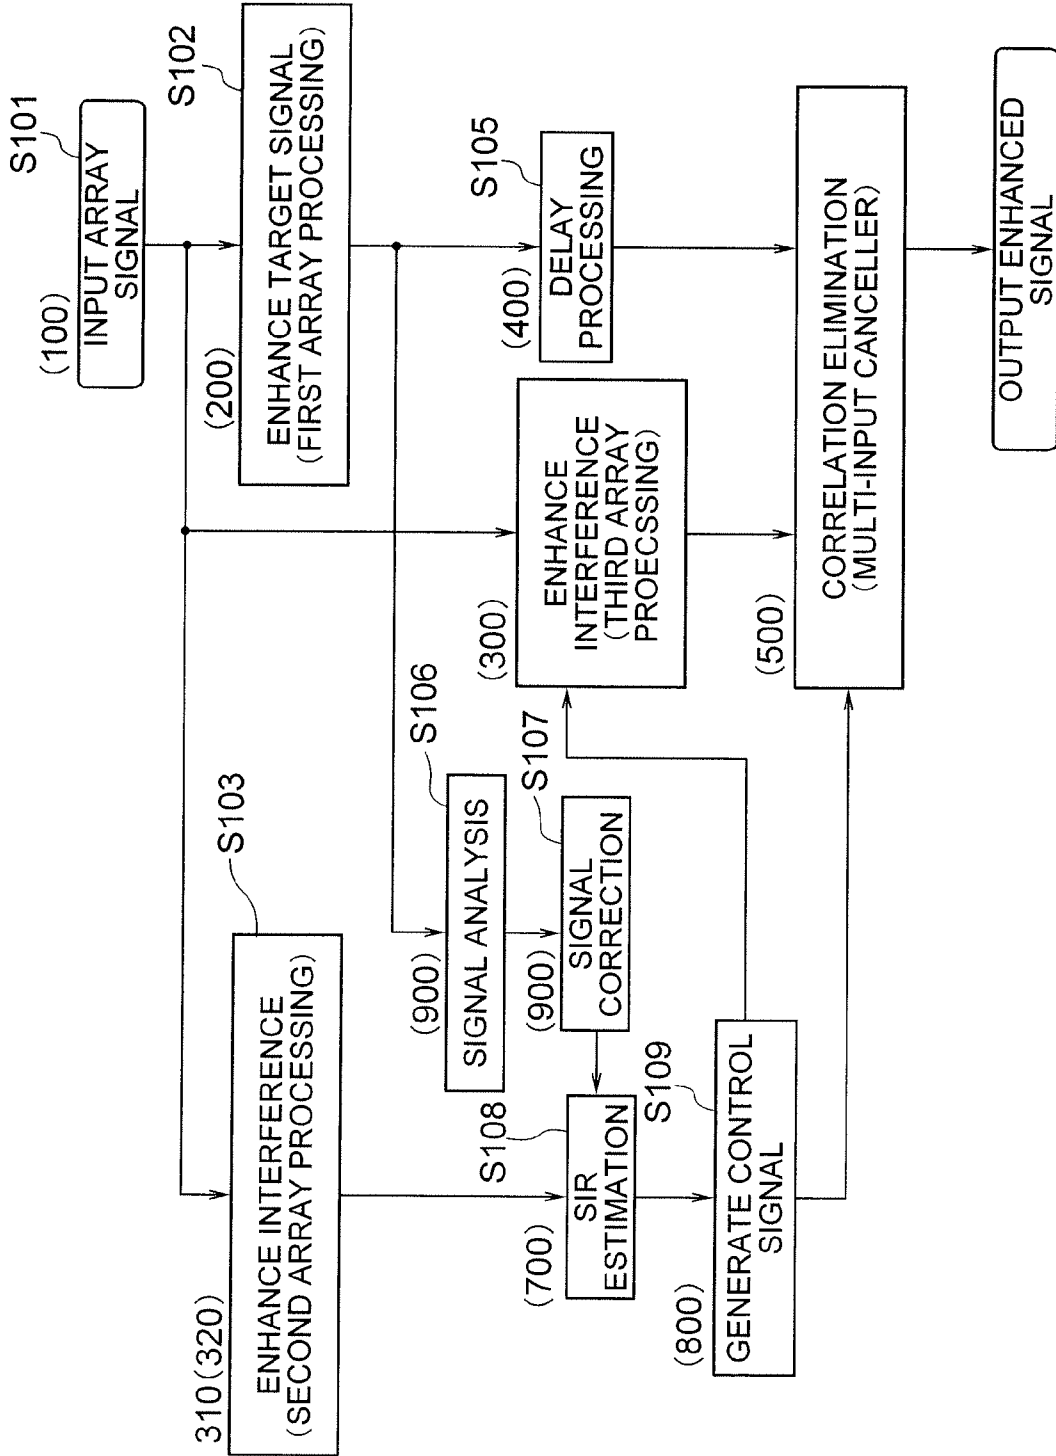 S101
(100)
INPUT ARRAY
SIGNAL
S102
(200)
ENHANCE TARGET SIGNAL
(FIRST ARRAY PROCESSING)
S103
310(320)
ENHANCE INTERFERENCE
(SECOND ARRAY PROCESSING)
S105
(400)
DELAY
PROCESSING
(300)
ENHANCE
INTERFERENCE
(THIRD ARRAY
PROECSSING)
S106
(900)
SIGNAL ANALYSIS
S107
(900)
SIGNAL
CORRECTION
S108
(700)
SIR
ESTIMATION
S109
(800)
GENERATE CONTROL
SIGNAL
(500)
CORRELATION ELIMINATION
(MULTI-INPUT CANCELLER)
OUTPUT ENHANCED
SIGNAL